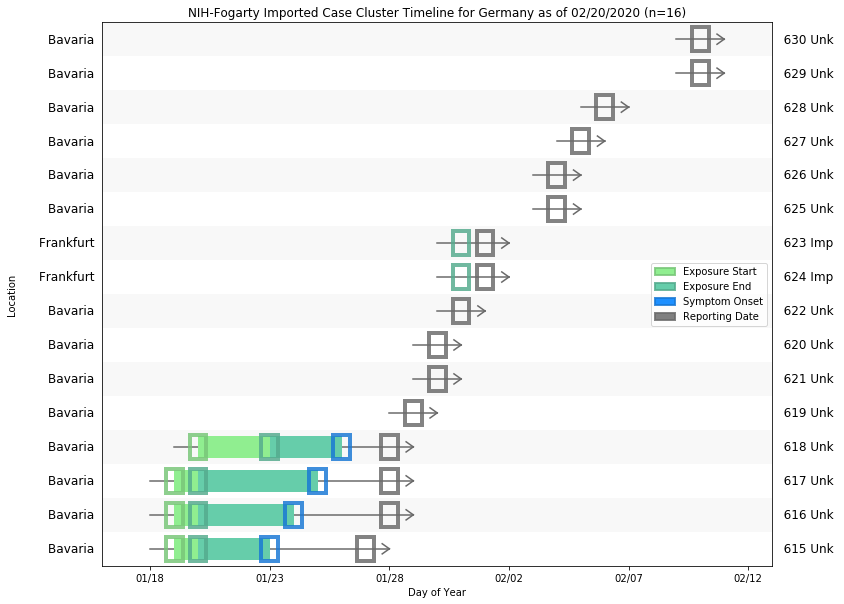 NIH-Fogarty Imported Case Cluster Timeline for Germany as of 02/20/2020 (n=16)
Bavaria 630 Unk
Bavaria 629 Unk
Bavaria 628 Unk
Bavaria 627 Unk
Bavaria 626 Unk
Bavaria 625 Unk
Frankfurt 623 Imp
Frankfurt 624 Imp
Bavaria 622 Unk
Bavaria 620 Unk
Bavaria 621 Unk
Bavaria 619 Unk
Bavaria 618 Unk
Bavaria 617 Unk
Bavaria 616 Unk
Bavaria 615 Unk
Location
Exposure Start
Exposure End
Symptom Onset
Reporting Date
01/18 01/23 01/28 02/02 02/07 02/12
Day of Year